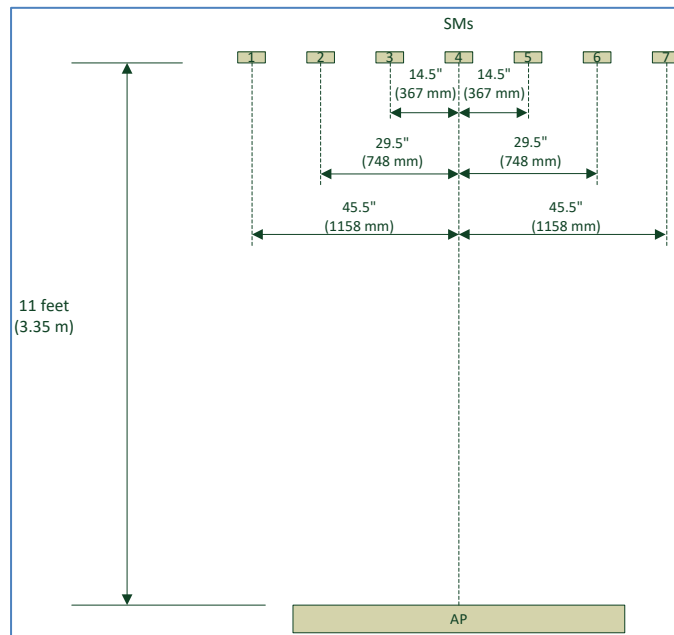 SMs
1 2 3 4 5 6 7
14.5" 14.5"
(367 mm) (367 mm)
29.5" 29.5"
(748 mm) (748 mm)
45.5" 45.5"
(1158 mm) (1158 mm)
11 feet
(3.35 m)
AP